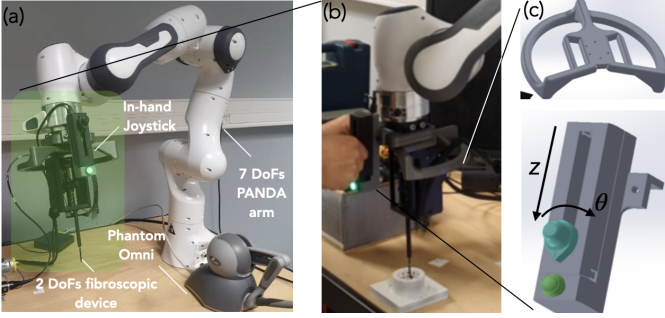 (a)
In-hand
Joystick
7 DoFs
PANDA
arm
Phantom
Omni
2 DoFs fibroscopic
device
(b)
(c)
z
θ